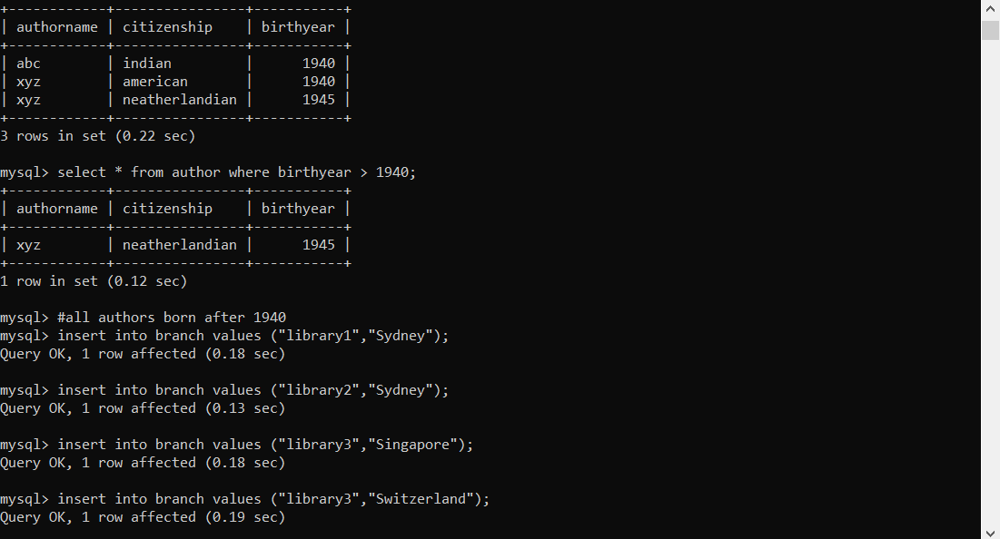 +------------+----------------+-----------+
| authorname | citizenship    | birthyear |
+------------+----------------+-----------+
| abc        | indian         |      1940 |
| xyz        | american       |      1940 |
| xyz        | neatherlandian |      1945 |
+------------+----------------+-----------+
3 rows in set (0.22 sec)

mysql> select * from author where birthyear > 1940;
+------------+----------------+-----------+
| authorname | citizenship    | birthyear |
+------------+----------------+-----------+
| xyz        | neatherlandian |      1945 |
+------------+----------------+-----------+
1 row in set (0.12 sec)

mysql> #all authors born after 1940
mysql> insert into branch values ("library1","Sydney");
Query OK, 1 row affected (0.18 sec)

mysql> insert into branch values ("library2","Sydney");
Query OK, 1 row affected (0.13 sec)

mysql> insert into branch values ("library3","Singapore");
Query OK, 1 row affected (0.18 sec)

mysql> insert into branch values ("library3","Switzerland");
Query OK, 1 row affected (0.19 sec)